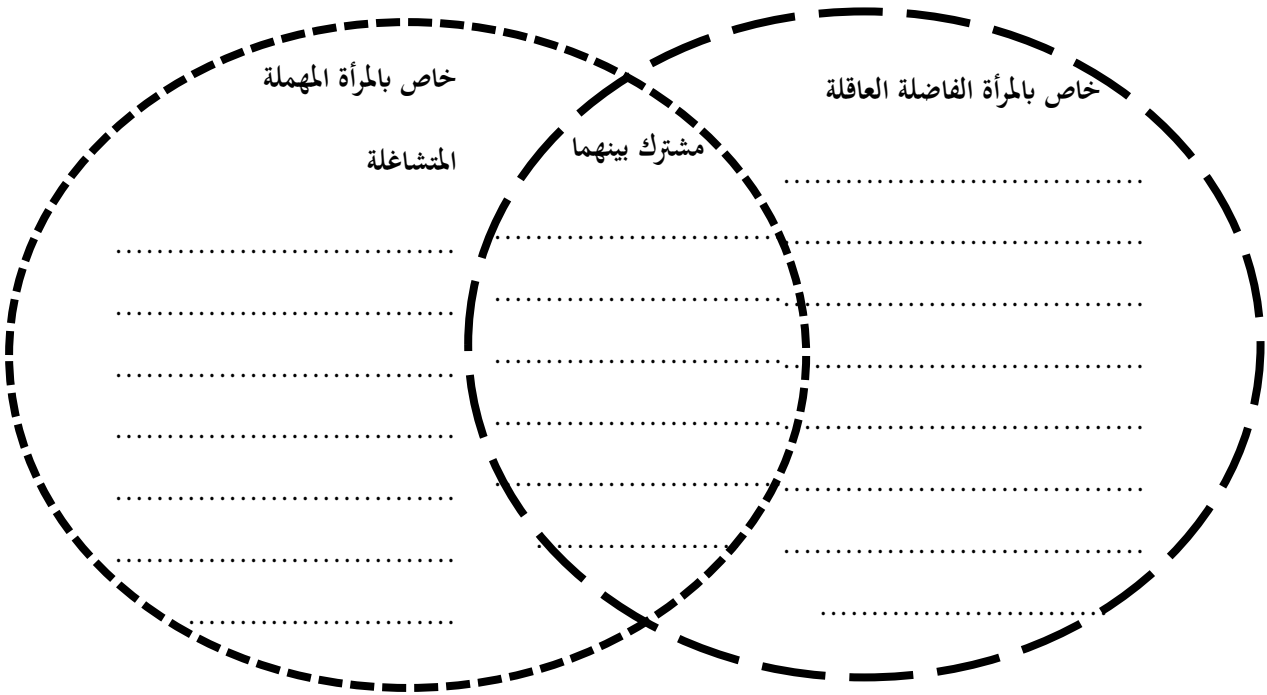 خاص بالمرأة الفاضلة العاقلة
مشترك بينهما
خاص بالمرأة المهملة
المتشاغلة